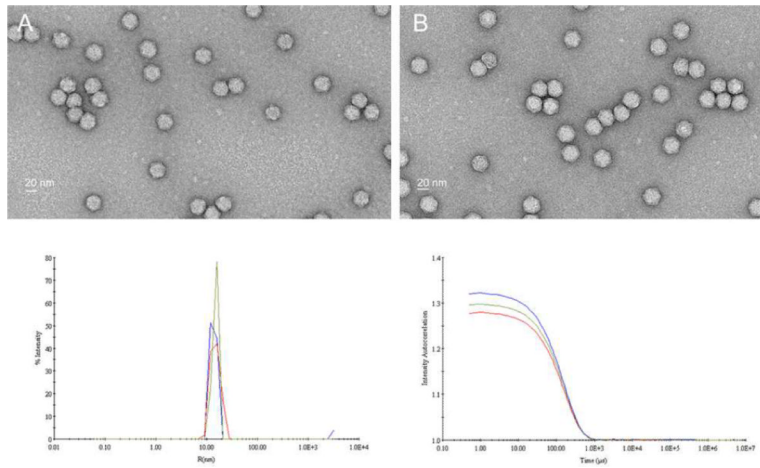 A
B
20 nm
20 nm
80
70
60
50
40
30
20
10
0
% Intensity
0.01
0.10
1.00
10.00
100.00
1.0E+3
1.0E+4
R(nm)
1.4
1.3
1.2
1.1
1.0
Intensity Autocorrelation
0.10
1.00
10.00
100.00
1.0E+3
1.0E+4
1.0E+5
1.0E+6
1.0E+7
Time (µs)